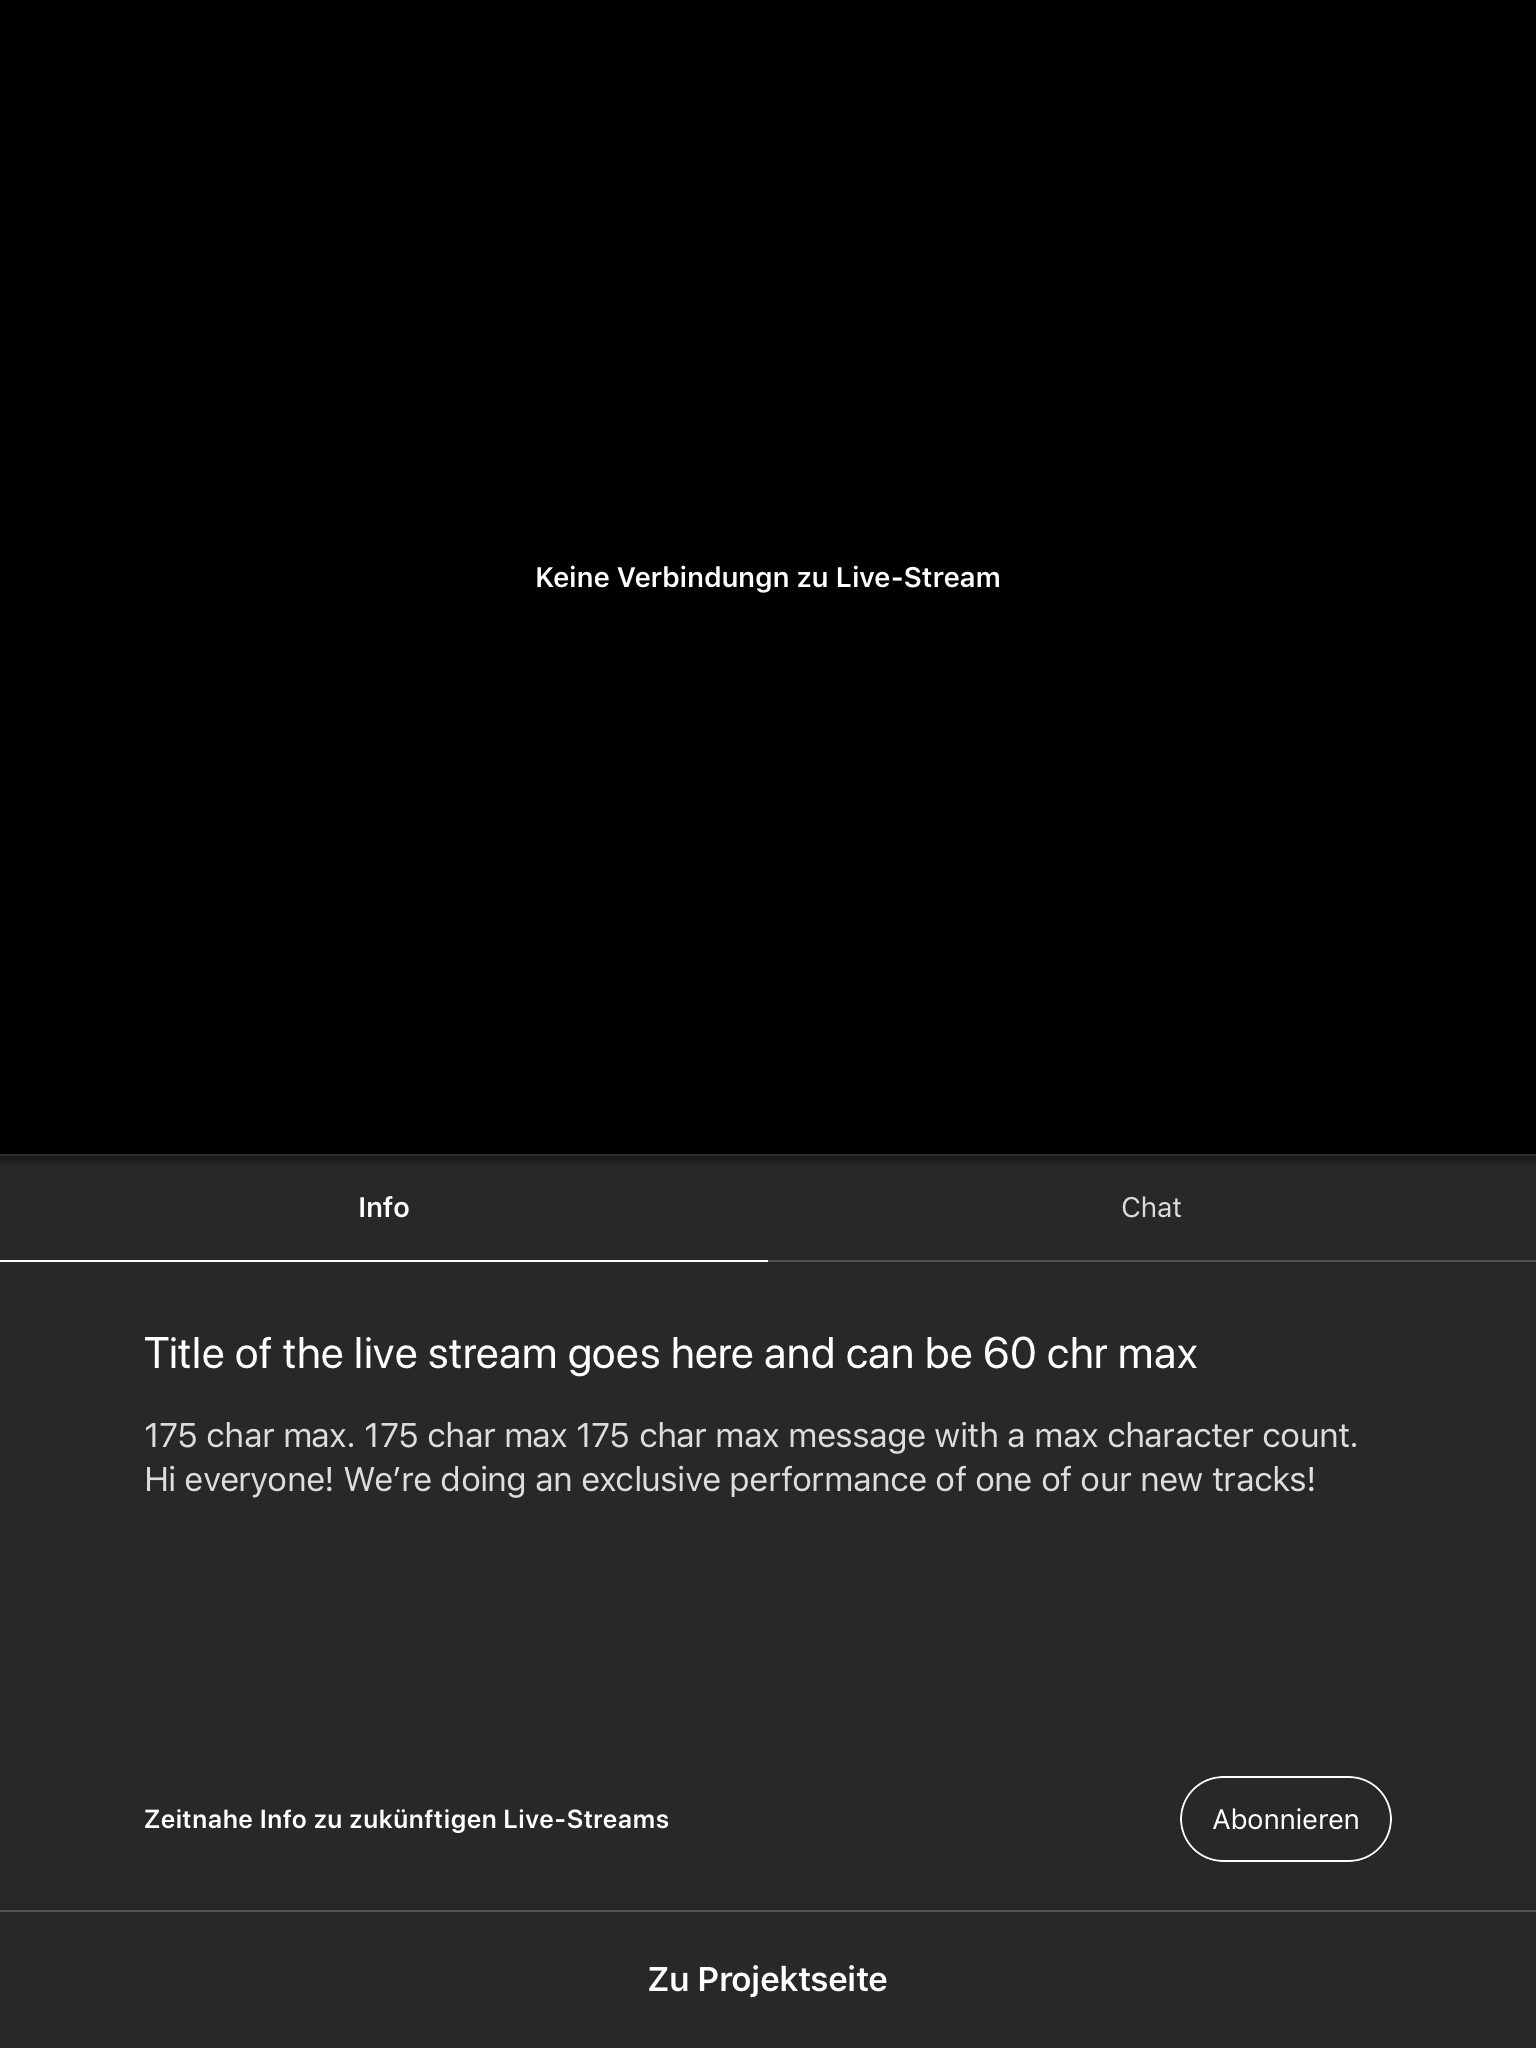 Keine Verbindungn zu Live-Stream
Info
Chat
Title of the live stream goes here and can be 60 chr max
175 char max. 175 char max 175 char max message with a max character count.
Hi everyone! We’re doing an exclusive performance of one of our new tracks!
Zeitnahe Info zu zukünftigen Live-Streams
Abonnieren
Zu Projektseite